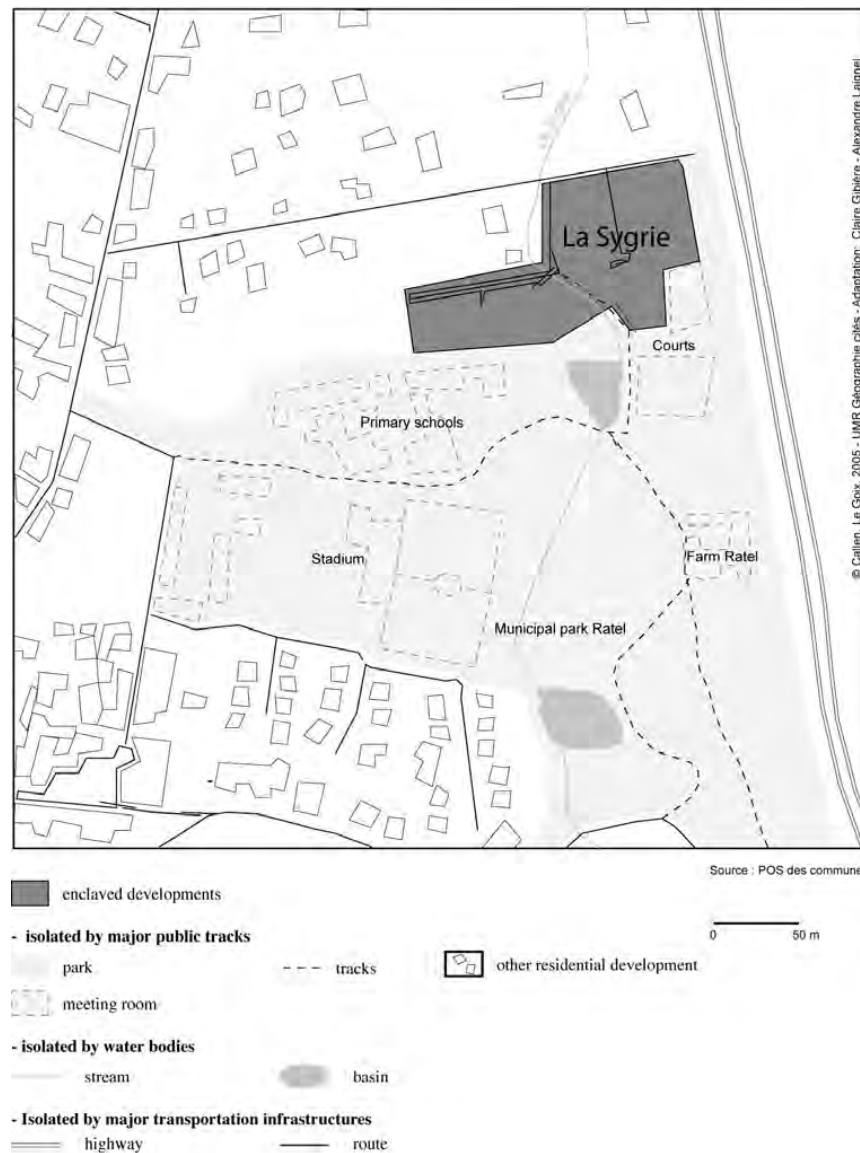 La Sygrie
Courts
Primary schools
Stadium
Farm Ratel
Municipal park Ratel
© Callen, Le Goix, 2005 - UMR Géographie cités - Adaptation: Claire Gibière - Alexandre Laignel
Source : POS des commune
enclaved developments
- isolated by major public tracks
park
tracks
other residential development
0 50 m
meeting room
- isolated by water bodies
stream
basin
- Isolated by major transportation infrastructures
highway
route